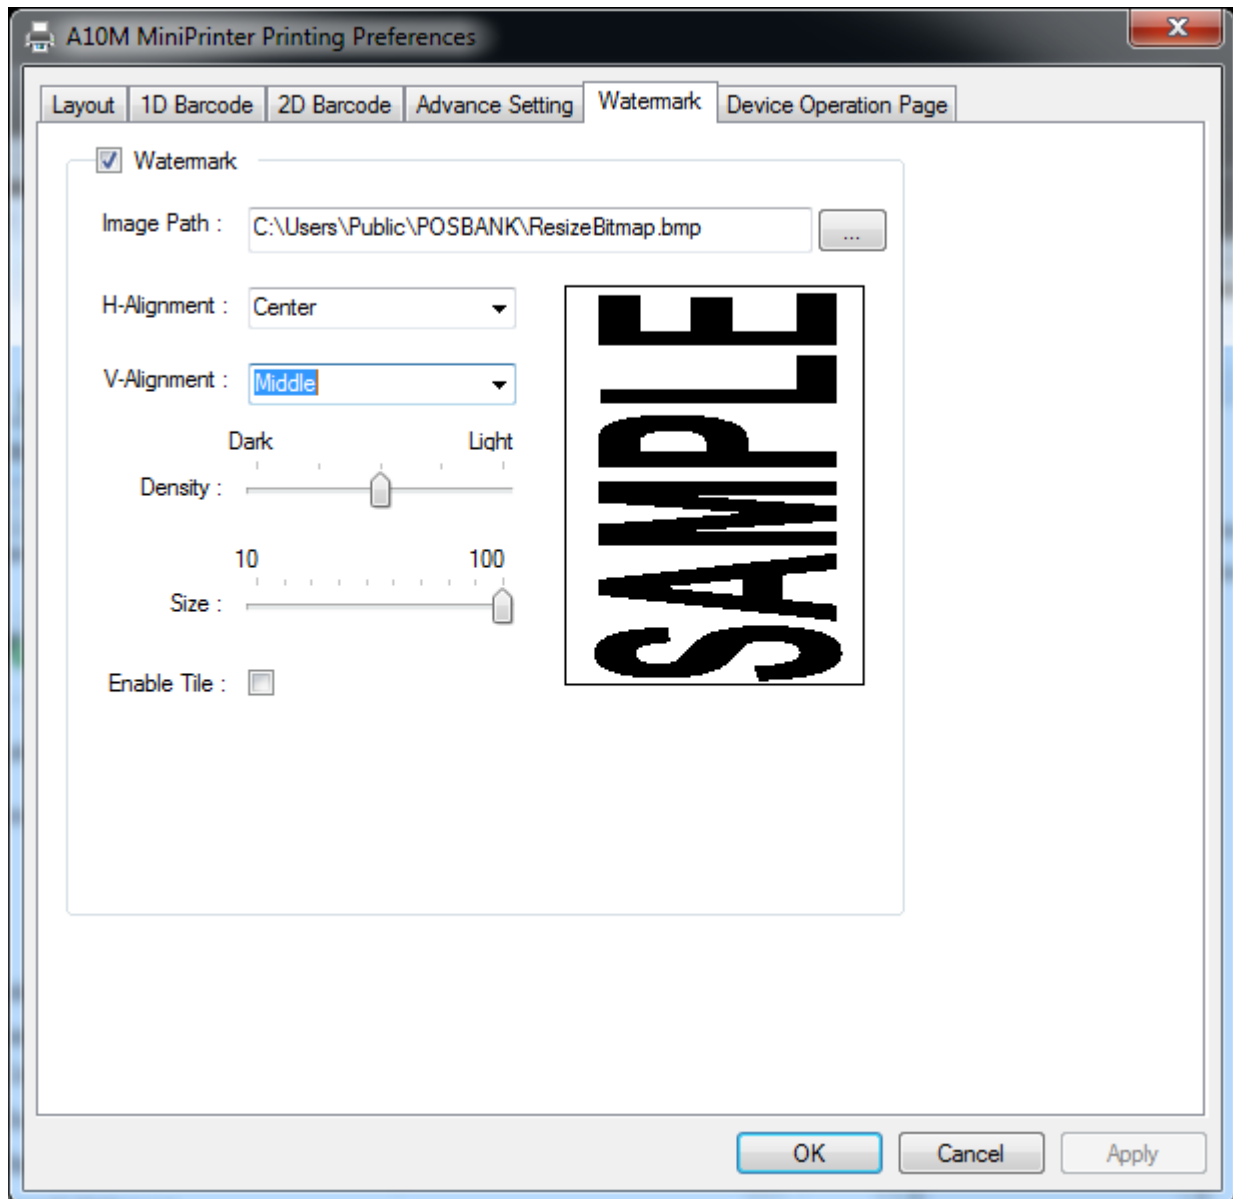 A10M MiniPrinter Printing Preferences
Layout 1D Barcode 2D Barcode Advance Setting Watermark Device Operation Page
Watermark
Image Path : C:\Users\Public\POSBANK\ResizeBitmap.bmp ...
H-Alignment : Center
V-Alignment : Middle
Dark Light
Density :
10 100
Size :
Enable Tile :
SAMPLE
OK Cancel Apply